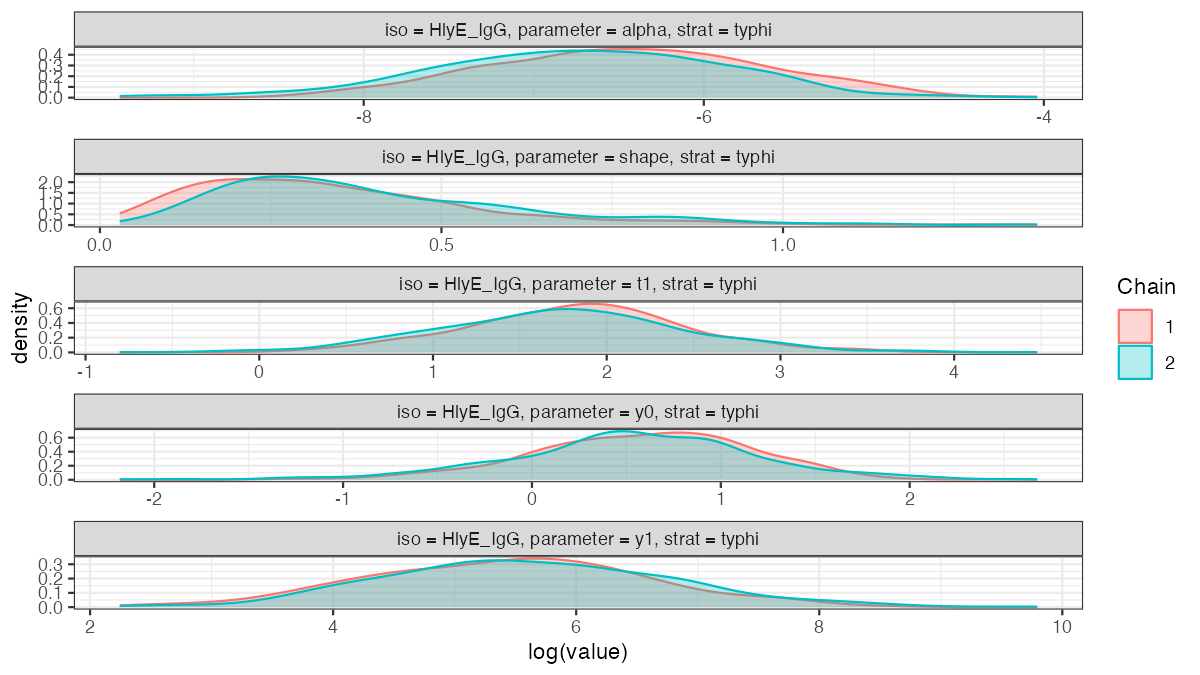 iso = HlyE_IgG, parameter = alpha, strat = typhi
0.4
0.3
0.2
0.1
0.0
-8 -6 -4
iso = HlyE_IgG, parameter = shape, strat = typhi
2.0
1.5
1.0
0.5
0.0
0.0 0.5 1.0
iso = HlyE_IgG, parameter = t1, strat = typhi
0.6
0.4
0.2
0.0
-1 0 1 2 3 4
iso = HlyE_IgG, parameter = y0, strat = typhi
0.6
0.4
0.2
0.0
-2 -1 0 1 2
iso = HlyE_IgG, parameter = y1, strat = typhi
0.3
0.2
0.1
0.0
2 4 6 8 10
log(value)
density
Chain
1
2